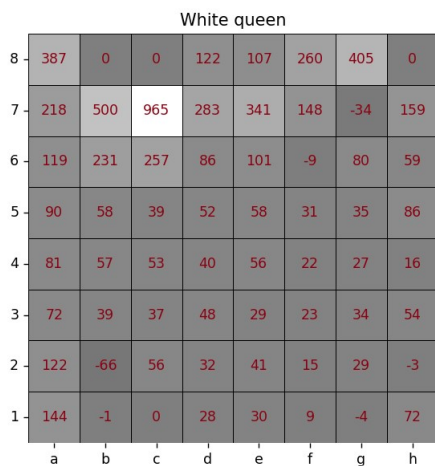 White queen
8 387 0 0 122 107 260 405 0
7 218 500 965 283 341 148 -34 159
6 119 231 257 86 101 -9 80 59
5 90 58 39 52 58 31 35 86
4 81 57 53 40 56 22 27 16
3 72 39 37 48 29 23 34 54
2 122 -66 56 32 41 15 29 -3
1 144 -1 0 28 30 9 -4 72
a b c d e f g h